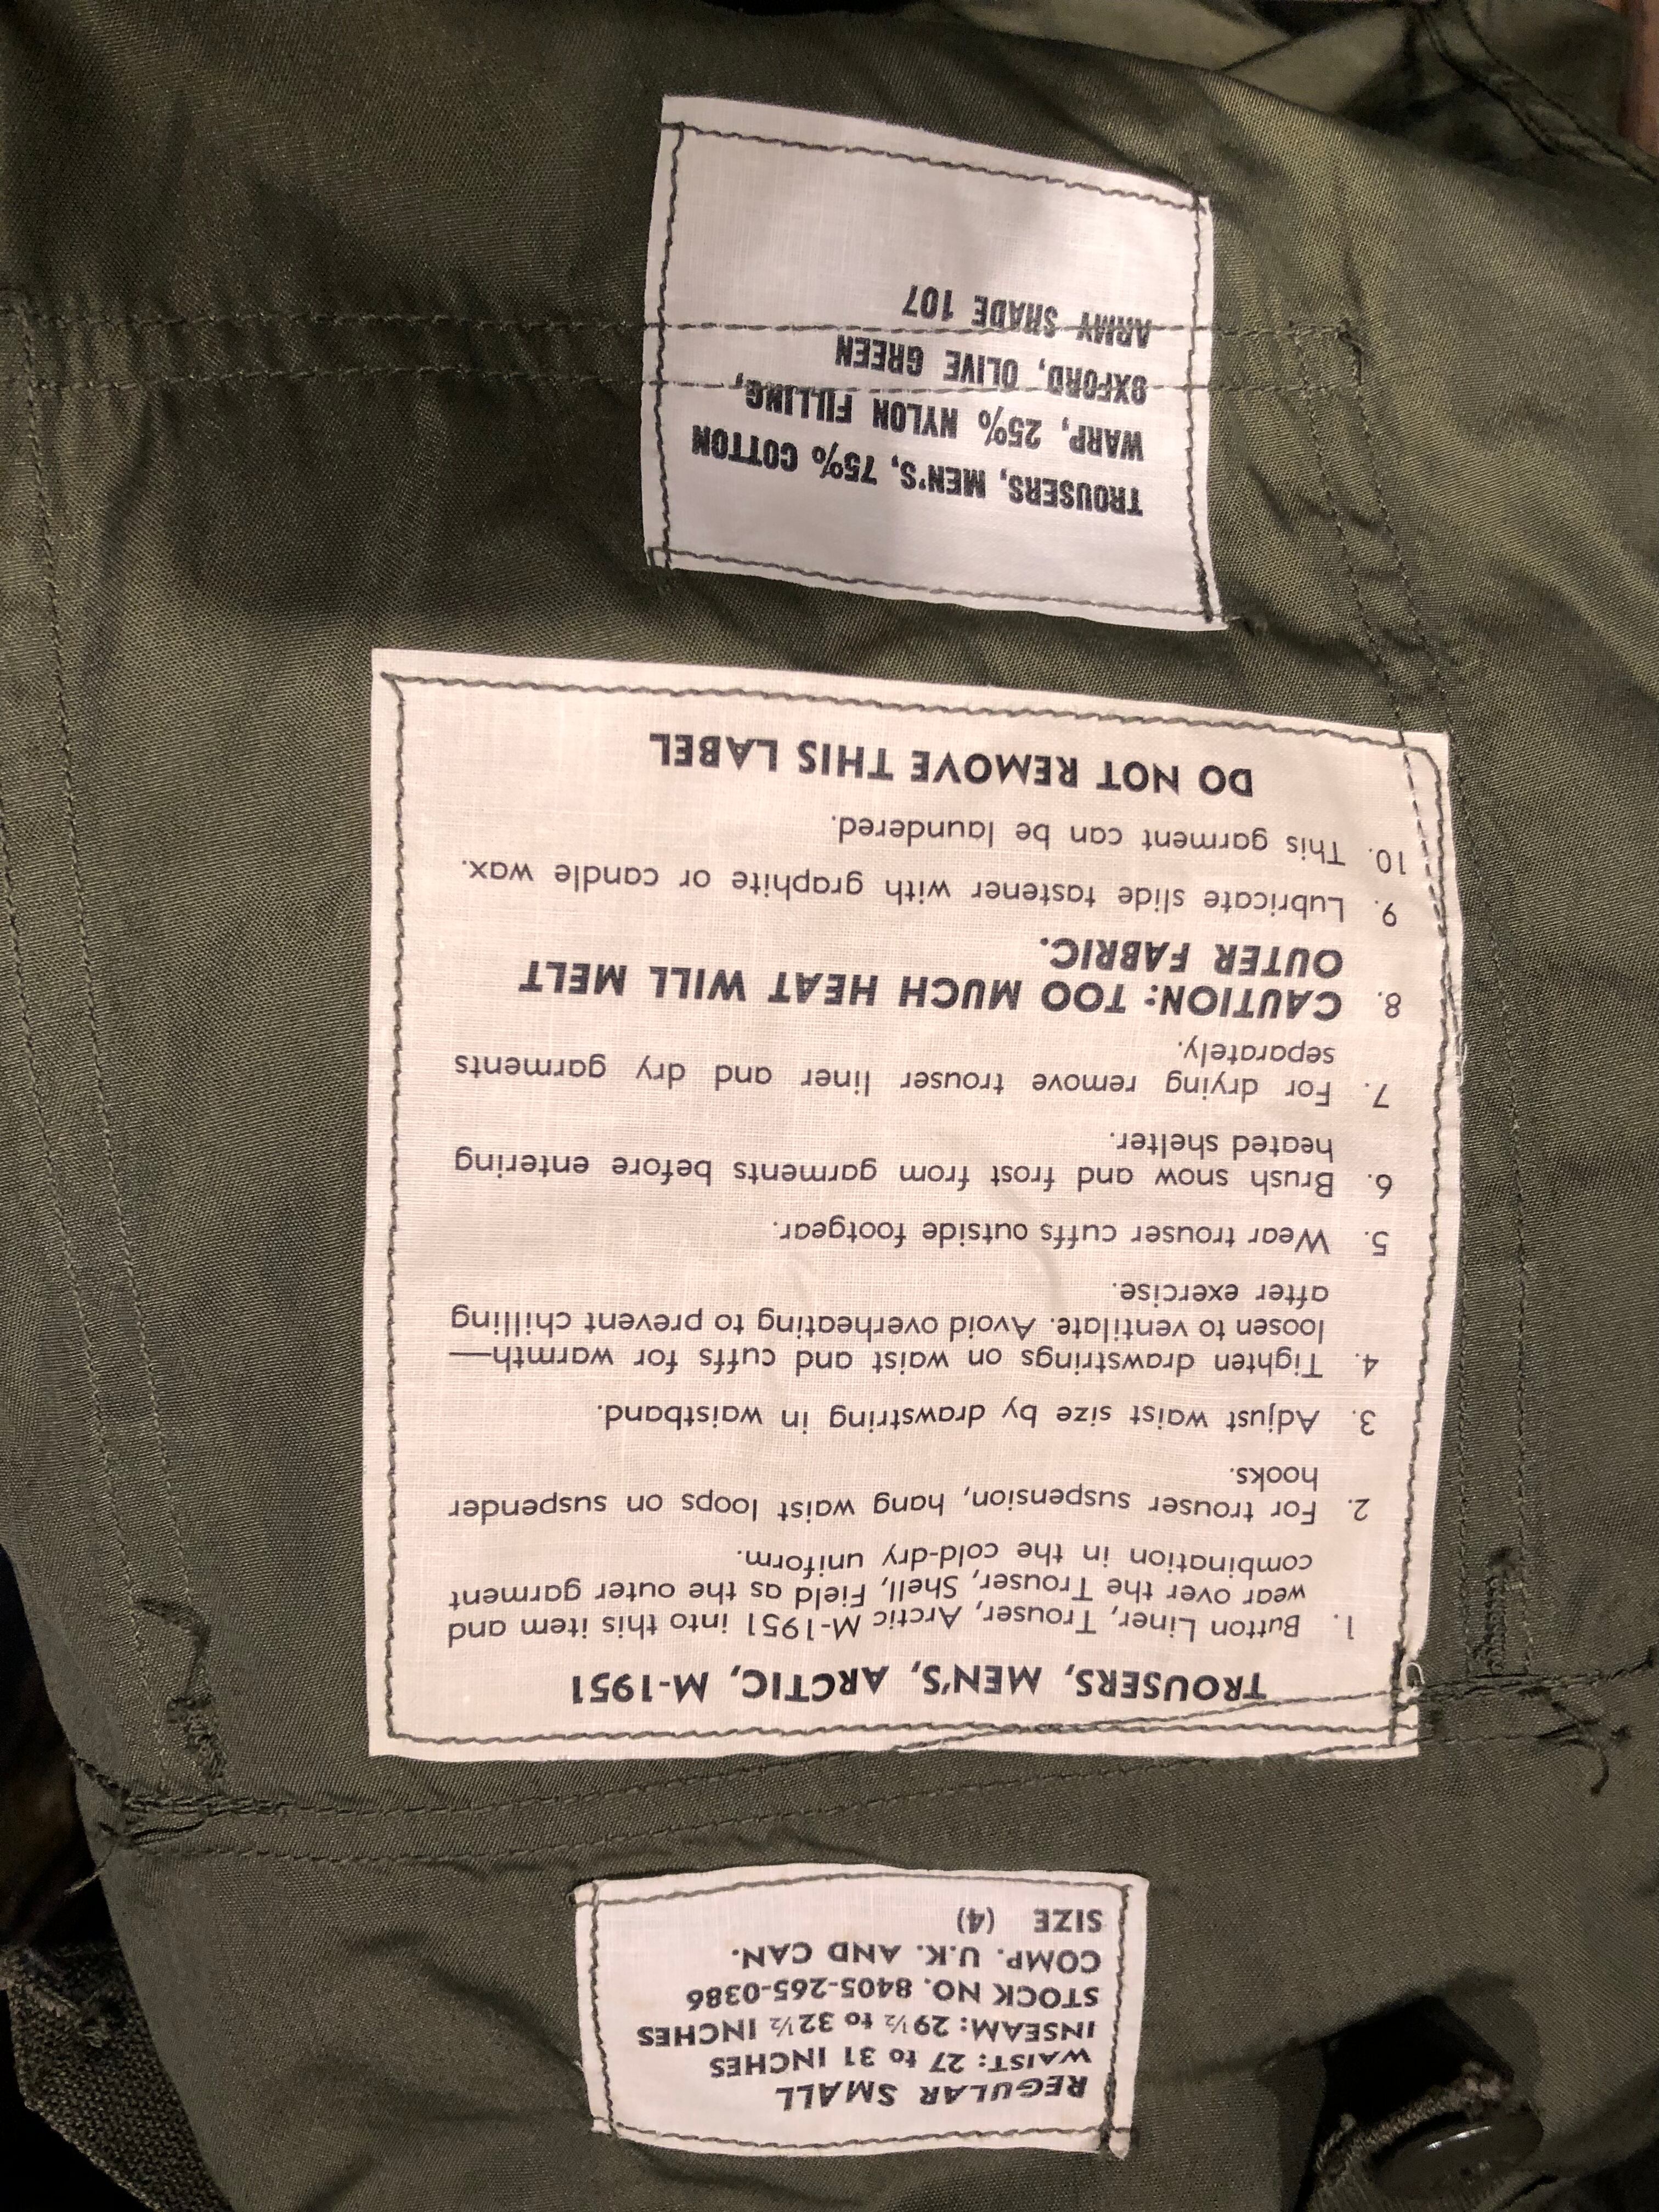 REGULAR SMALL
WAIST: 27 to 31 INCHES
INSEAM: 29½ to 32½ INCHES
STOCK NO. 8405-265-0386
COMP. U.K. AND CAN.
SIZE (4)
TROUSERS, MEN'S, ARCTIC, M-1951
1. Button Liner, Trouser, Arctic M-1951 into this item and
wear over the Trouser, Shell, Field as the outer garment
combination in the cold-dry uniform.
2. For trouser suspension, hang waist loops on suspender
hooks.
3. Adjust waist size by drawstring in waistband.
4. Tighten drawstrings on waist and cuffs for warmth—
loosen to ventilate. Avoid overheating to prevent chilling
after exercise.
5. Wear trouser cuffs outside footgear.
6. Brush snow and frost from garments before entering
heated shelter.
7. For drying remove trouser liner and dry garments
separately.
8. CAUTION: TOO MUCH HEAT WILL MELT
OUTER FABRIC.
9. Lubricate slide fastener with graphite or candle wax.
10. This garment can be laundered.
DO NOT REMOVE THIS LABEL
TROUSERS, MEN'S, 75% COTTON
WARP, 25% NYLON FILLING,
OXFORD, OLIVE GREEN
ARMY SHADE 107